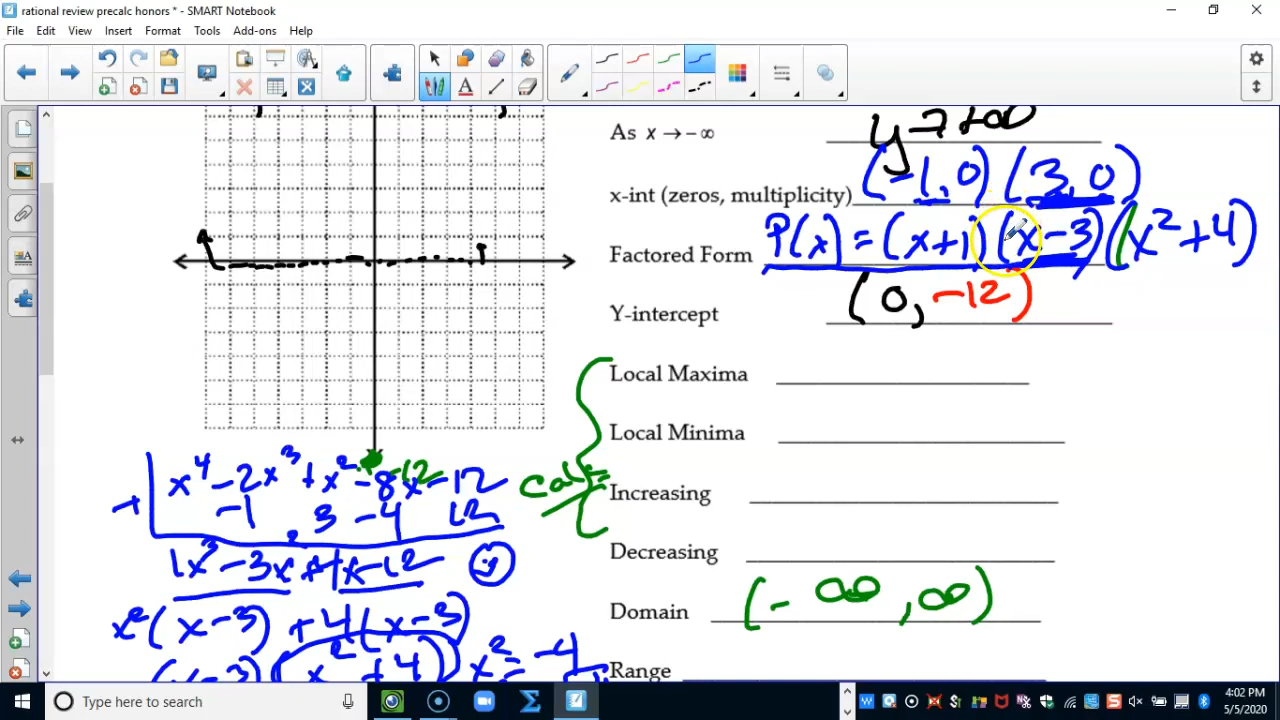 rational review precalc honors * - SMART Notebook
File Edit View Insert Format Tools Add-ons Help
As x → -∞ y → +∞
x-int (zeros, multiplicity) (-1,0) (3,0)
Factored Form P(x) = (x+1)(x-3)(x²+4)
Y-intercept (0, -12)
Local Maxima
Local Minima
Increasing
Decreasing
Domain (-∞, ∞)
Range
-12
x⁴ - 2x³ + x² - 8x - 12
-1 3 -4 12
1x³ - 3x² + 4x - 12
x²(x-3) + 4(x-3)
x² + 4
x² = -4
Type here to search
4:02 PM
5/5/2020